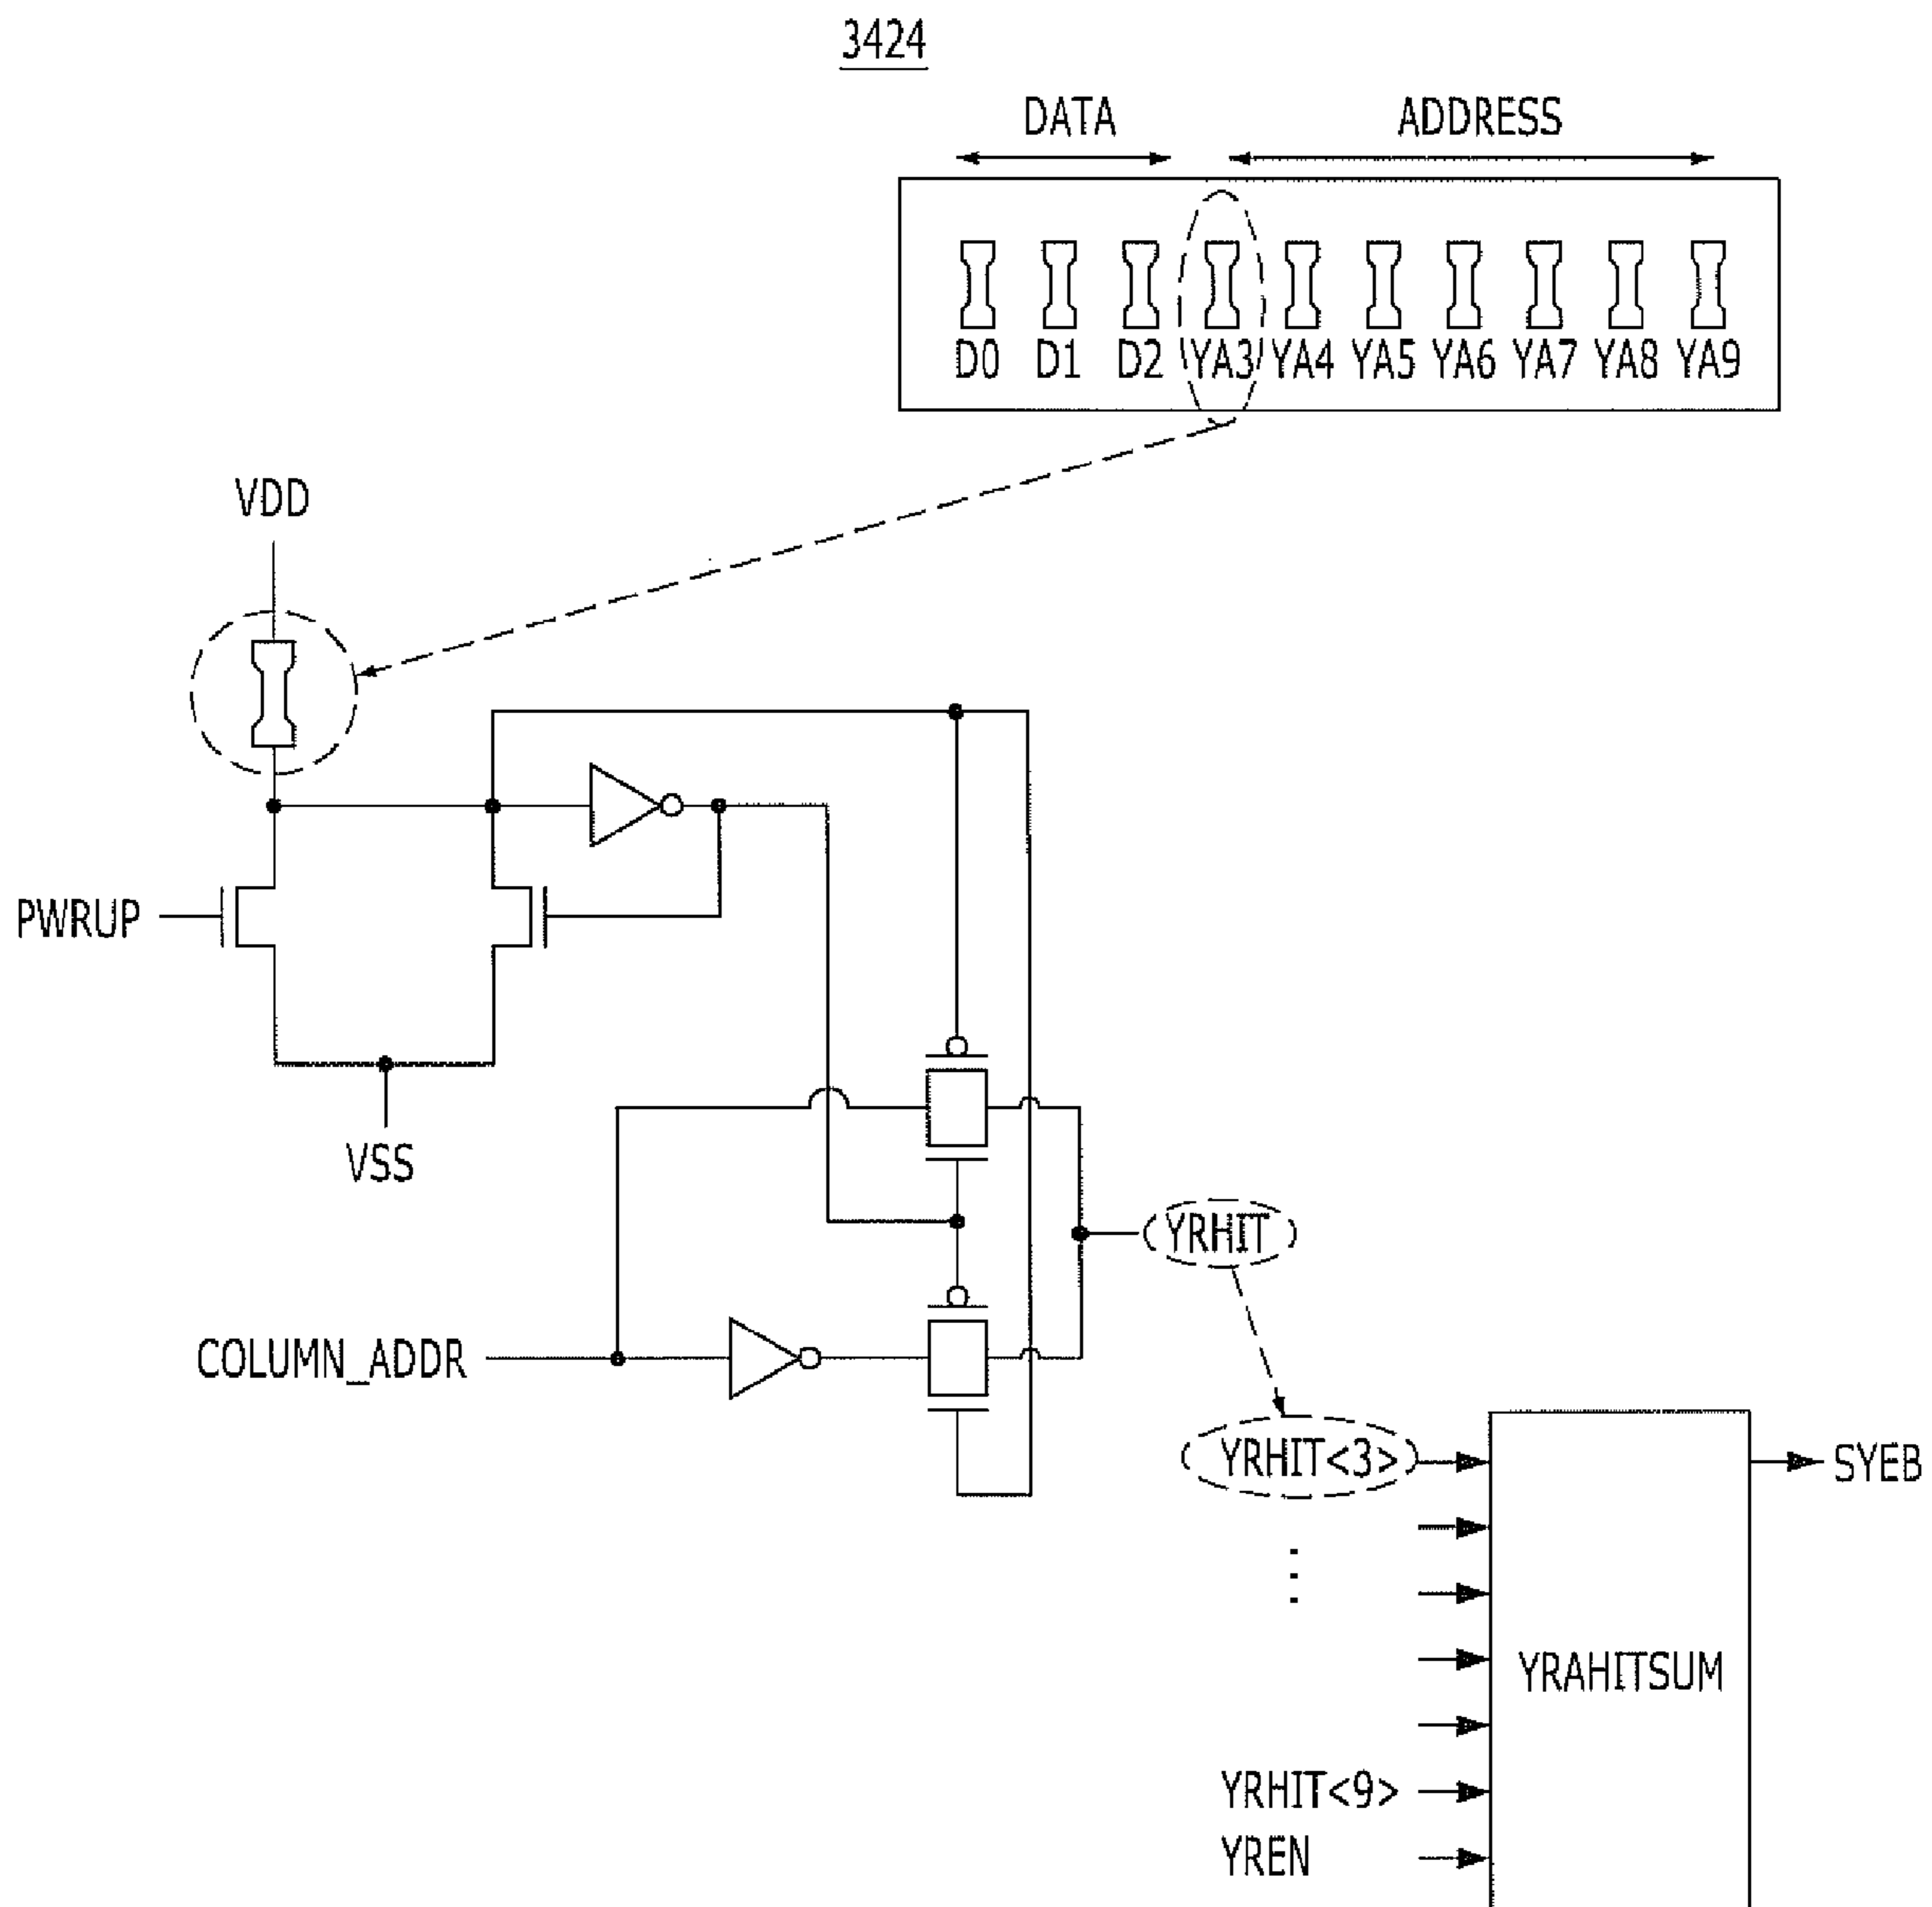 3424
DATA ADDRESS
D0 D1 D2 YA3 YA4 YA5 YA6 YA7 YA8 YA9
VDD
PWRUP
VSS
YRHIT
COLUMN_ADDR
YRHIT<3>
SYEB
YRAHITSUM
YRHIT<9>
YREN